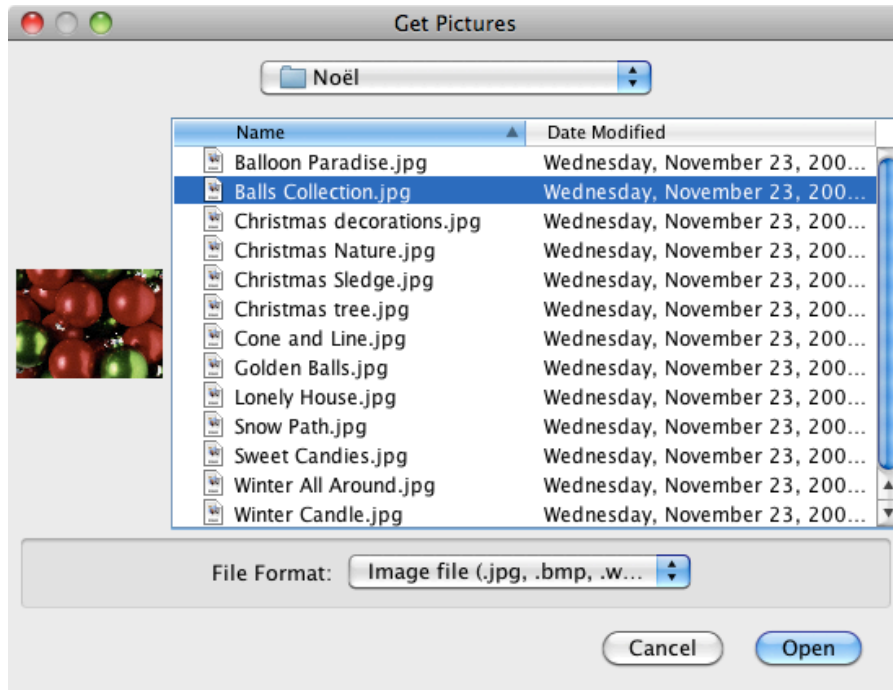 Get Pictures
Noël
Name Date Modified
Balloon Paradise.jpg Wednesday, November 23, 200...
Balls Collection.jpg Wednesday, November 23, 200...
Christmas decorations.jpg Wednesday, November 23, 200...
Christmas Nature.jpg Wednesday, November 23, 200...
Christmas Sledge.jpg Wednesday, November 23, 200...
Christmas tree.jpg Wednesday, November 23, 200...
Cone and Line.jpg Wednesday, November 23, 200...
Golden Balls.jpg Wednesday, November 23, 200...
Lonely House.jpg Wednesday, November 23, 200...
Snow Path.jpg Wednesday, November 23, 200...
Sweet Candies.jpg Wednesday, November 23, 200...
Winter All Around.jpg Wednesday, November 23, 200...
Winter Candle.jpg Wednesday, November 23, 200...
File Format: Image file (.jpg, .bmp, .w...
Cancel Open